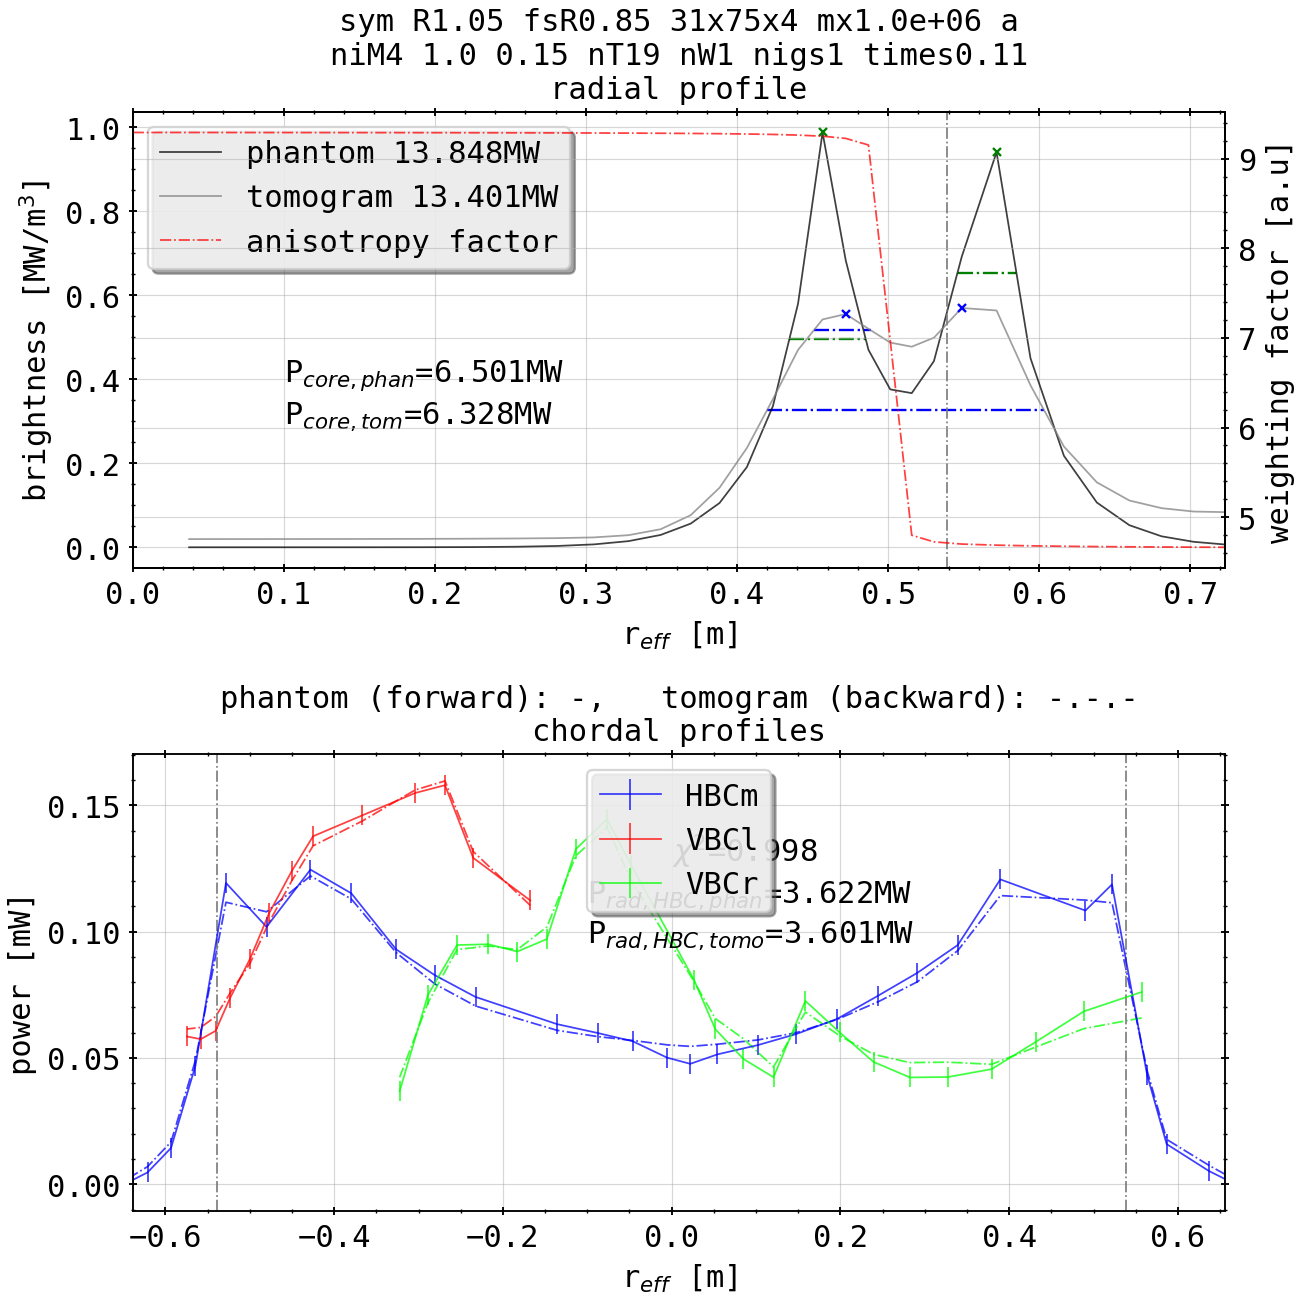 sym R1.05 fsR0.85 31x75x4 mx1.0e+06 a
niM4 1.0 0.15 nT19 nW1 nigs1 times0.11
radial profile
1.0
0.8
0.6
0.4
0.2
0.0
brightness [MW/m³]
phantom 13.848MW
tomogram 13.401MW
anisotropy factor
P_core,phan=6.501MW
P_core,tom=6.328MW
9
8
7
6
5
weighting factor [a.u]
0.0 0.1 0.2 0.3 0.4 0.5 0.6 0.7
r_eff [m]
phantom (forward): -, tomogram (backward): -.-.-
chordal profiles
0.15
0.10
0.05
0.00
power [mW]
HBCm
VBCl
VBCr
χ²=0.998
P_rad,HBC,phan=3.622MW
P_rad,HBC,tomo=3.601MW
−0.6 −0.4 −0.2 0.0 0.2 0.4 0.6
r_eff [m]